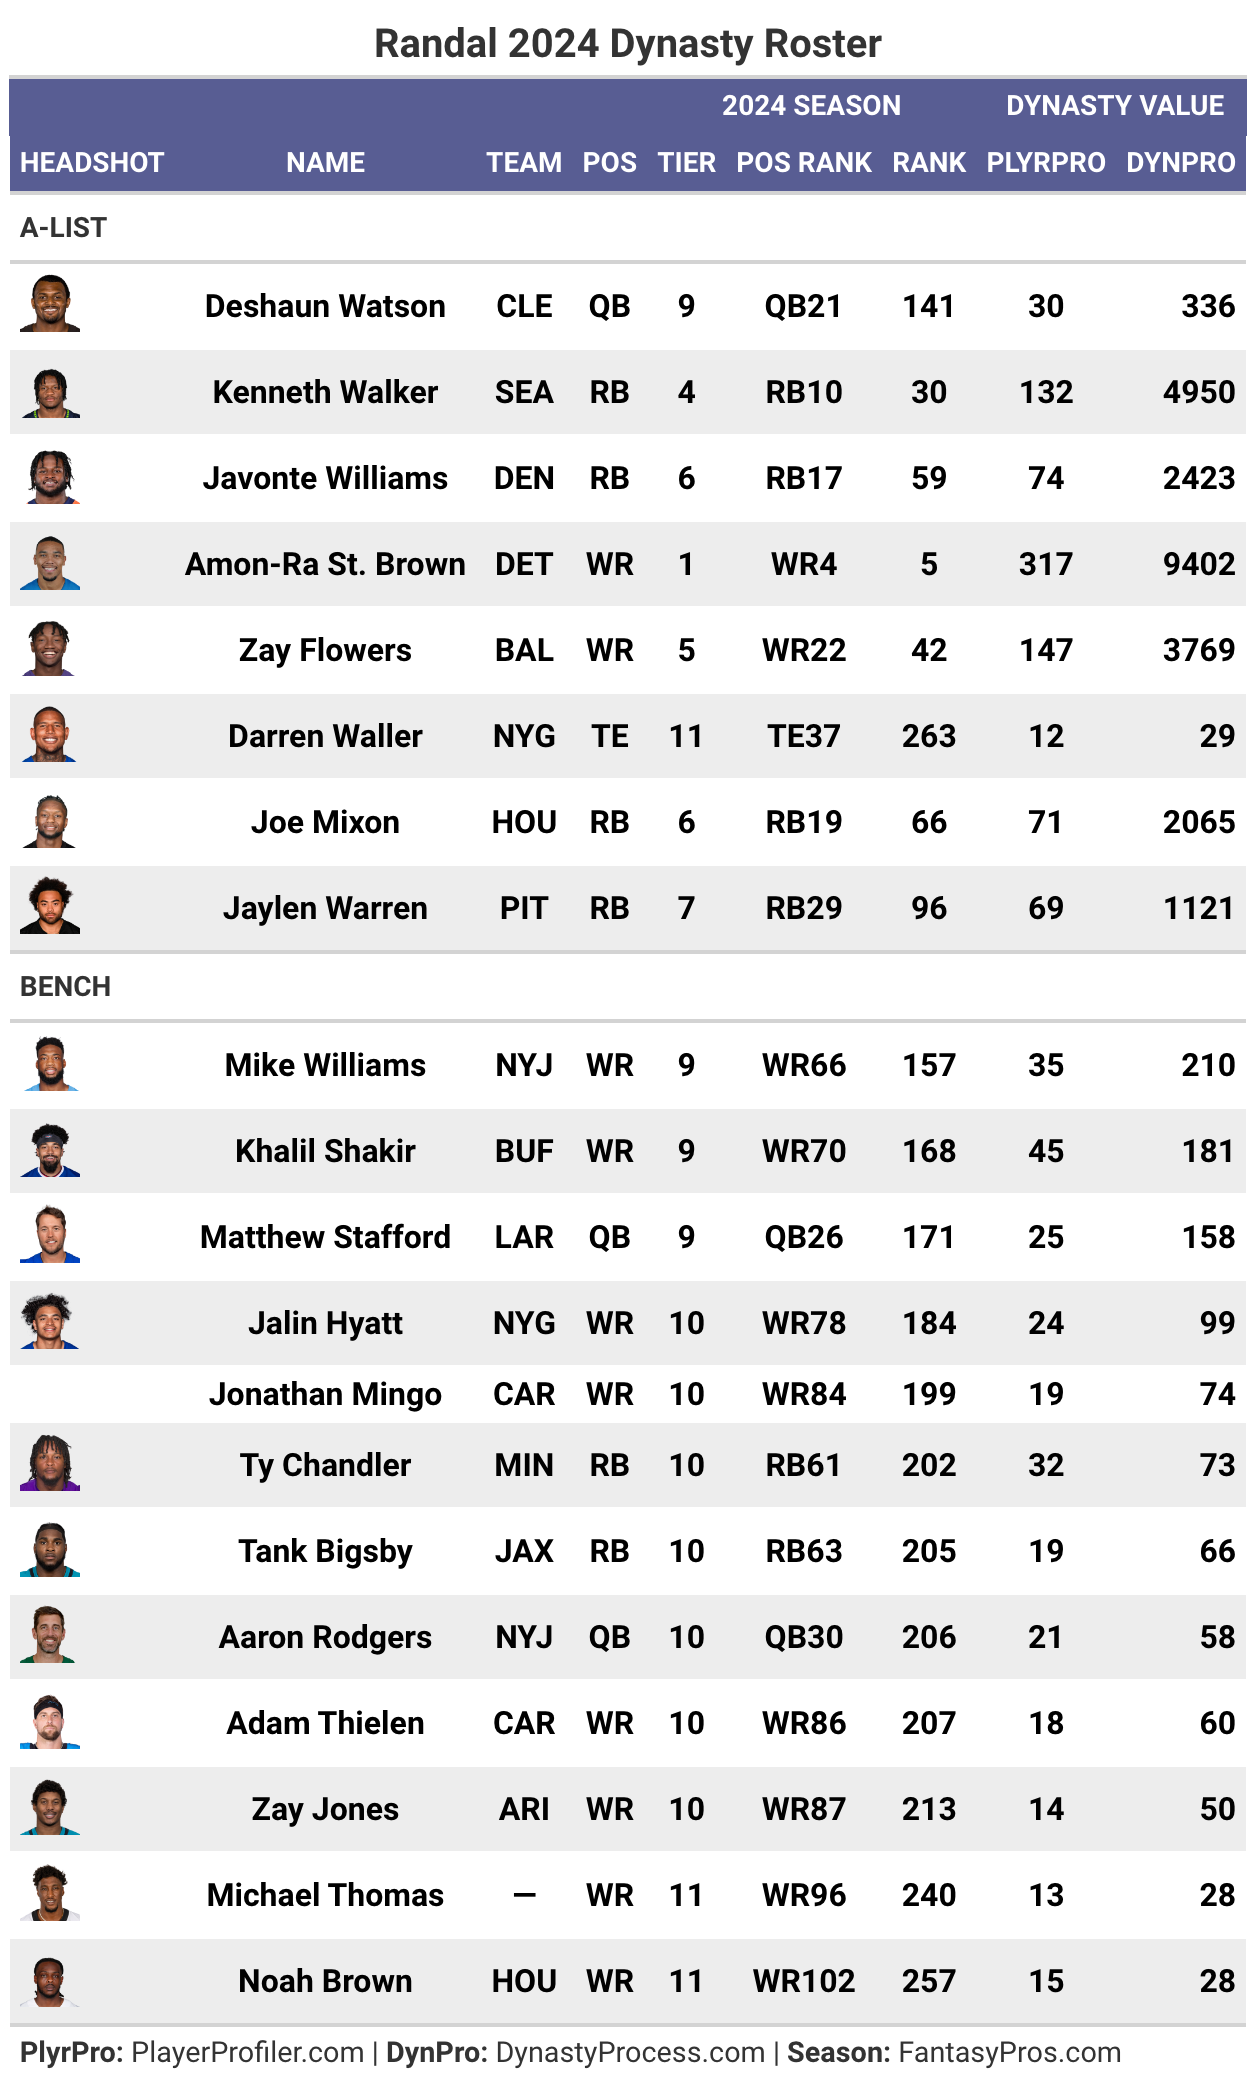 Randal 2024 Dynasty Roster
2024 SEASON DYNASTY VALUE
HEADSHOT NAME TEAM POS TIER POS RANK RANK PLYRPRO DYNPRO
A-LIST
Deshaun Watson CLE QB 9 QB21 141 30 336
Kenneth Walker SEA RB 4 RB10 30 132 4950
Javonte Williams DEN RB 6 RB17 59 74 2423
Amon-Ra St. Brown DET WR 1 WR4 5 317 9402
Zay Flowers BAL WR 5 WR22 42 147 3769
Darren Waller NYG TE 11 TE37 263 12 29
Joe Mixon HOU RB 6 RB19 66 71 2065
Jaylen Warren PIT RB 7 RB29 96 69 1121
BENCH
Mike Williams NYJ WR 9 WR66 157 35 210
Khalil Shakir BUF WR 9 WR70 168 45 181
Matthew Stafford LAR QB 9 QB26 171 25 158
Jalin Hyatt NYG WR 10 WR78 184 24 99
Jonathan Mingo CAR WR 10 WR84 199 19 74
Ty Chandler MIN RB 10 RB61 202 32 73
Tank Bigsby JAX RB 10 RB63 205 19 66
Aaron Rodgers NYJ QB 10 QB30 206 21 58
Adam Thielen CAR WR 10 WR86 207 18 60
Zay Jones ARI WR 10 WR87 213 14 50
Michael Thomas — WR 11 WR96 240 13 28
Noah Brown HOU WR 11 WR102 257 15 28
PlyrPro: PlayerProfiler.com | DynPro: DynastyProcess.com | Season: FantasyPros.com